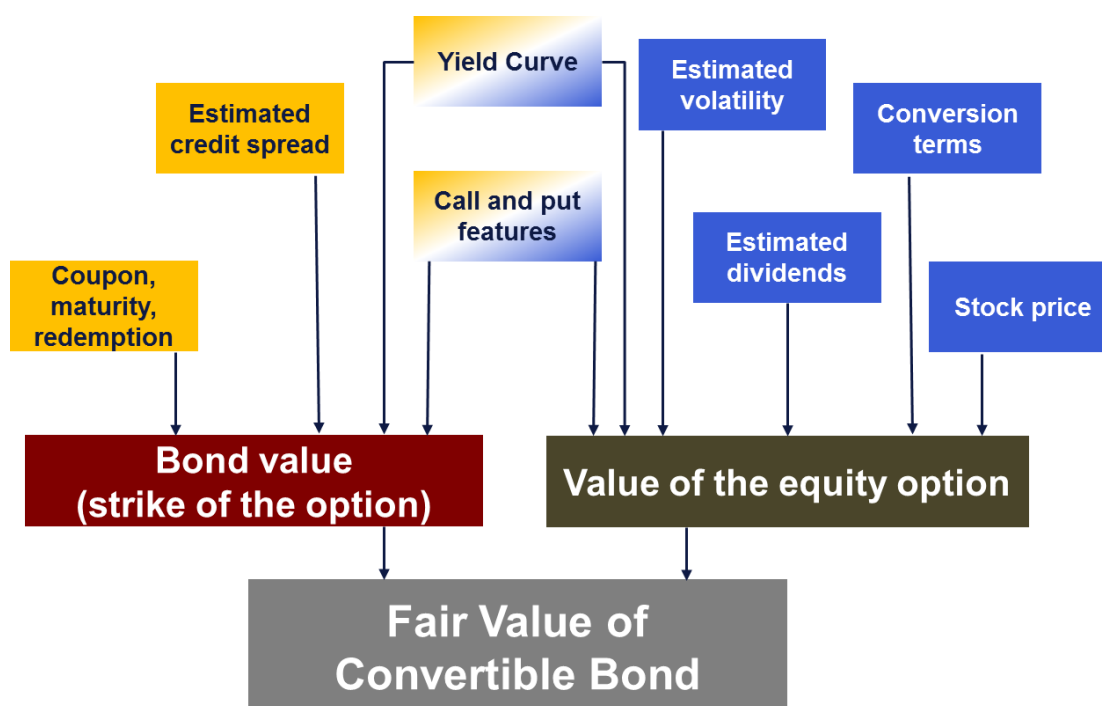 Yield Curve
Estimated
volatility
Estimated
credit spread
Conversion
terms
Call and put
features
Estimated
dividends
Coupon,
maturity,
redemption
Stock price
Bond value
(strike of the option)
Value of the equity option
Fair Value of
Convertible Bond